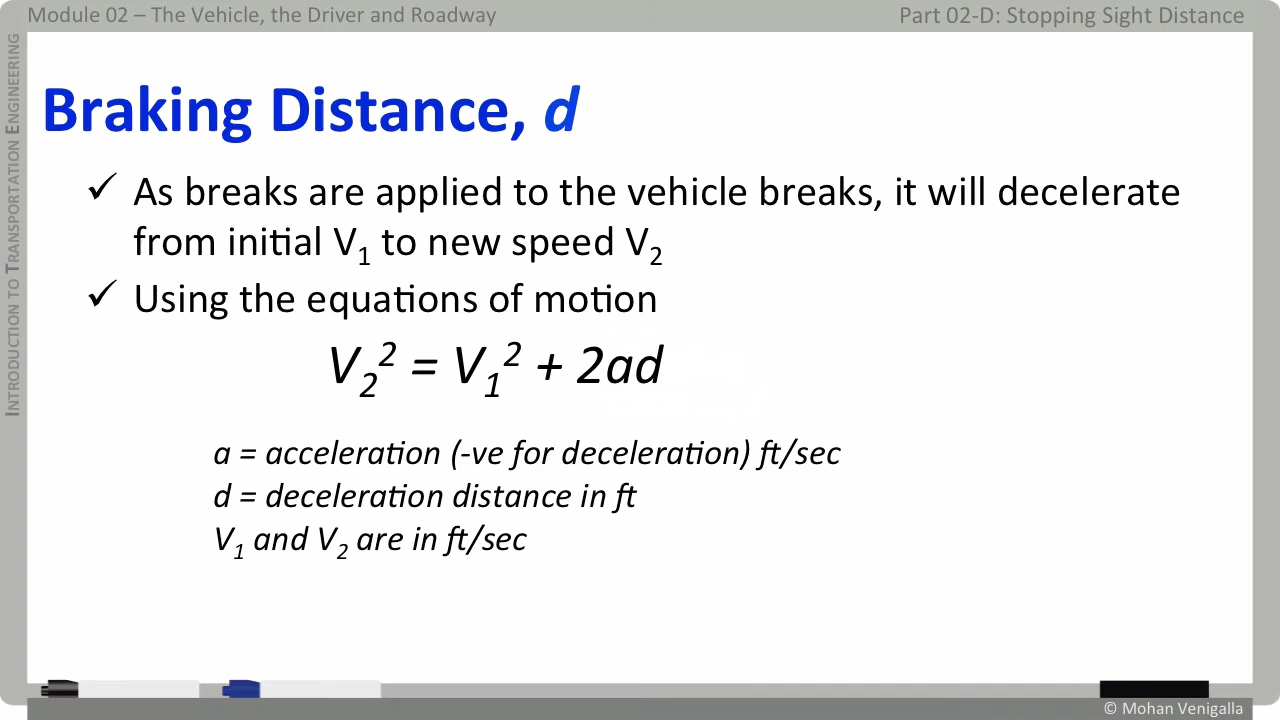 Module 02 – The Vehicle, the Driver and Roadway
Part 02-D: Stopping Sight Distance
INTRODUCTION TO TRANSPORTATION ENGINEERING
Braking Distance, d
✓ As breaks are applied to the vehicle breaks, it will decelerate
from initial V₁ to new speed V₂
✓ Using the equations of motion
V₂² = V₁² + 2ad
a = acceleration (-ve for deceleration) ft/sec
d = deceleration distance in ft
V₁ and V₂ are in ft/sec
© Mohan Venigalla